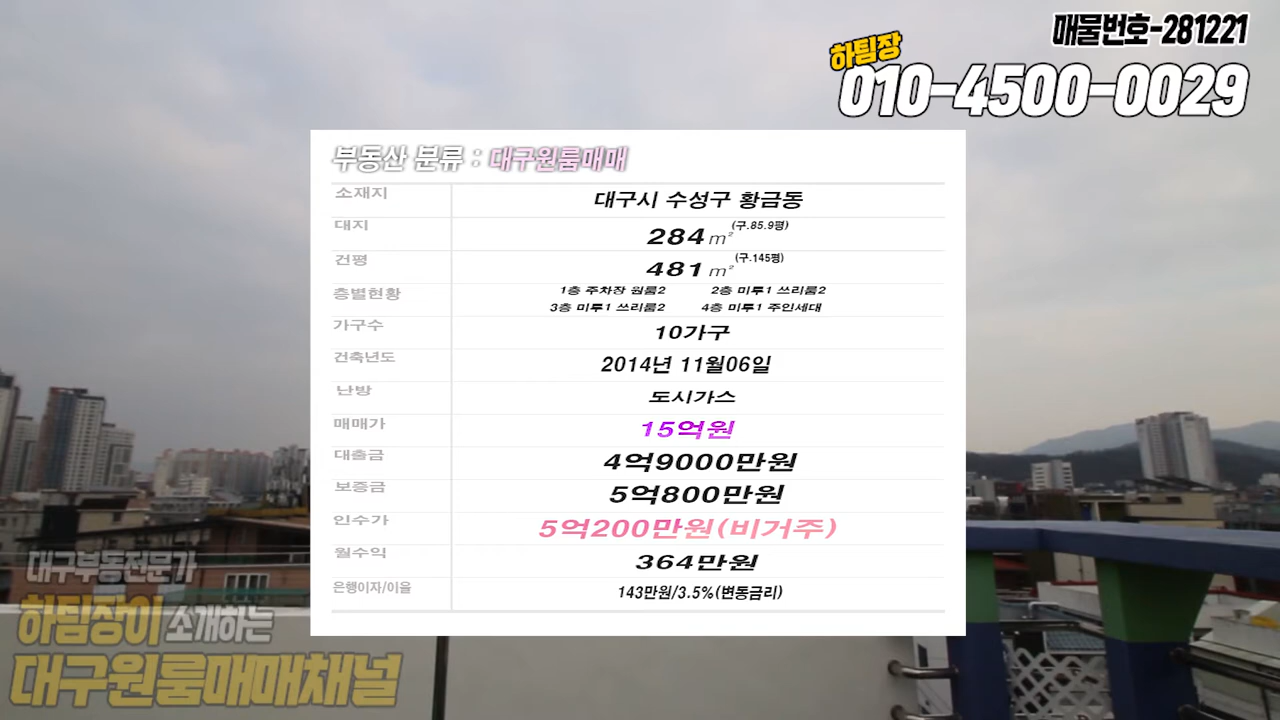 매물번호-281221
하팀장
010-4500-0029
부동산 분류 : 대구원룸매매
소재지 대구시 수성구 황금동
대지 284㎡ (구.85.9평)
건평 481㎡ (구.145평)
층별현황 1층 주차장 원룸2 2층 미투1 쓰리룸2
3층 미투1 쓰리룸2 4층 미투1 주인세대
가구수 10가구
건축년도 2014년 11월06일
난방 도시가스
매매가 15억원
대출금 4억9000만원
보증금 5억800만원
인수가 5억200만원(비거주)
월수익 364만원
은행이자/이율 143만원/3.5%(변동금리)
대구부동전문가
하팀장이 소개하는
대구원룸매매채널